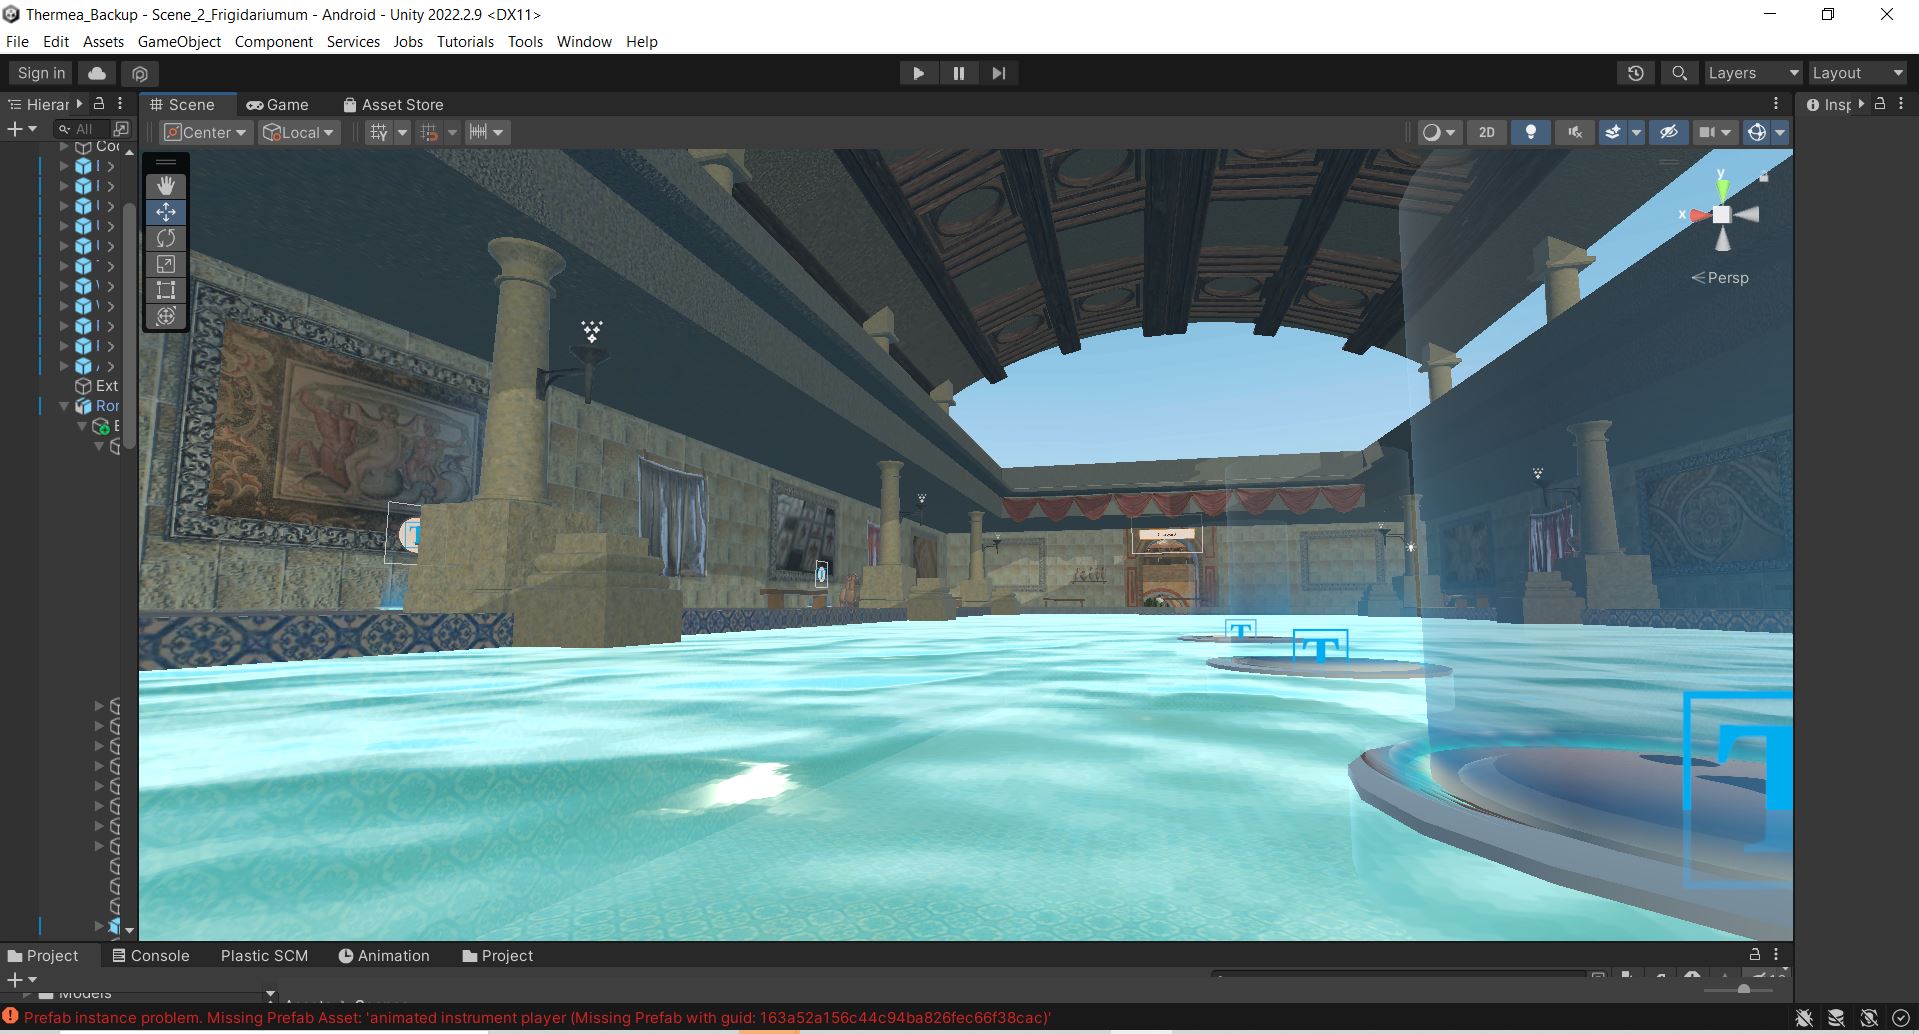 Thermea_Backup - Scene_2_Frigidariumum - Android - Unity 2022.2.9 <DX11>
File Edit Assets GameObject Component Services Jobs Tutorials Tools Window Help
Sign in Layers Layout
Hierar Scene Game Asset Store Insp
All Center Local 2D
Coo
y
x
Persp
Ext
Ror
E
T
T
T
T
Project Console Plastic SCM Animation Project
Models
Prefab instance problem. Missing Prefab Asset: 'animated instrument player (Missing Prefab with guid: 163a52a156c44c94ba826fec66f38cac)'